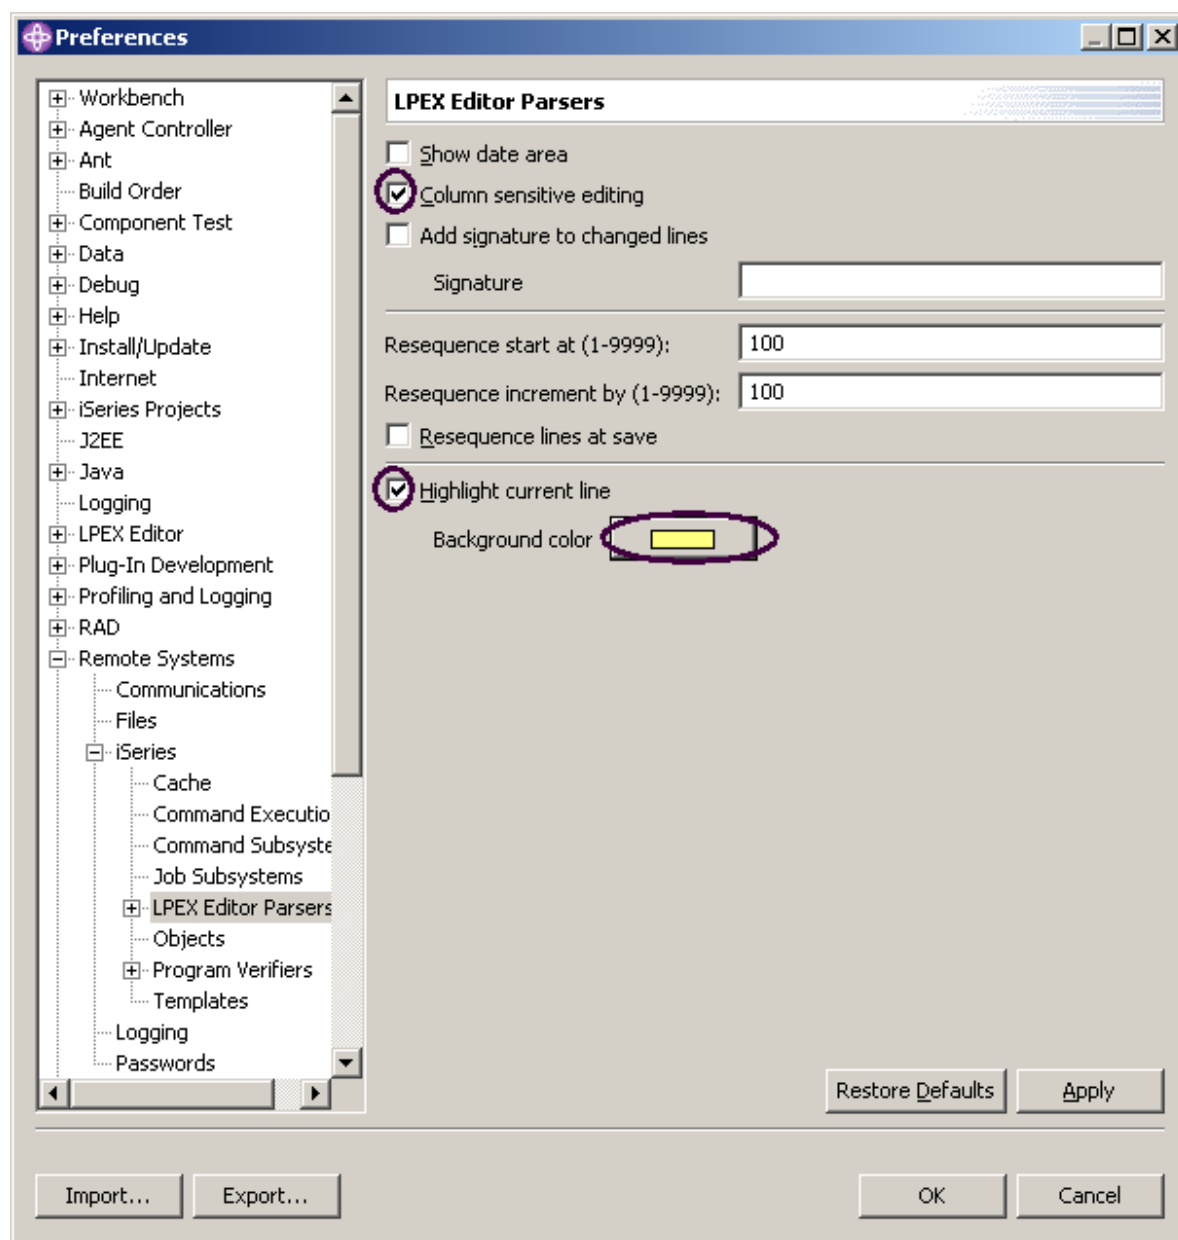 Preferences
Workbench
Agent Controller
Ant
Build Order
Component Test
Data
Debug
Help
Install/Update
Internet
iSeries Projects
J2EE
Java
Logging
LPEX Editor
Plug-In Development
Profiling and Logging
RAD
Remote Systems
Communications
Files
iSeries
Cache
Command Executio
Command Subsyste
Job Subsystems
LPEX Editor Parsers
Objects
Program Verifiers
Templates
Logging
Passwords
LPEX Editor Parsers
Show date area
Column sensitive editing
Add signature to changed lines
Signature
Resequence start at (1-9999): 100
Resequence increment by (1-9999): 100
Resequence lines at save
Highlight current line
Background color
Restore Defaults Apply
Import... Export... OK Cancel